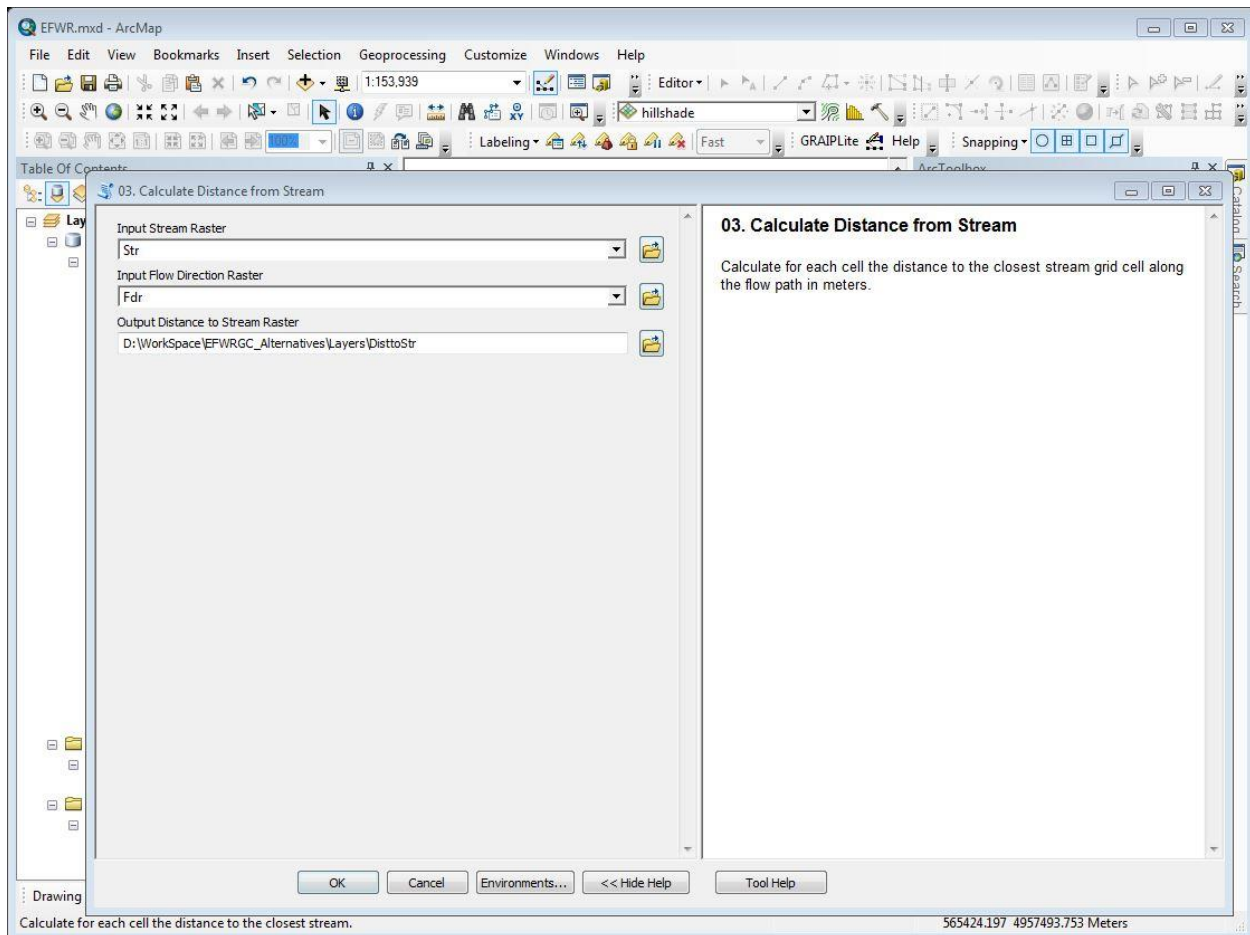 EFWR.mxd - ArcMap
File Edit View Bookmarks Insert Selection Geoprocessing Customize Windows Help
1:153,939 Editor
hillshade
100% Labeling Fast GRAIPLite Help Snapping
Table Of Contents ArcToolbox
Catalog
Search
Lay
03. Calculate Distance from Stream
Input Stream Raster
Str
Input Flow Direction Raster
Fdr
Output Distance to Stream Raster
D:\WorkSpace\EFWRGC_Alternatives\Layers\DisttoStr
03. Calculate Distance from Stream
Calculate for each cell the distance to the closest stream grid cell along
the flow path in meters.
OK Cancel Environments... << Hide Help Tool Help
Drawing
Calculate for each cell the distance to the closest stream. 565424.197 4957493.753 Meters